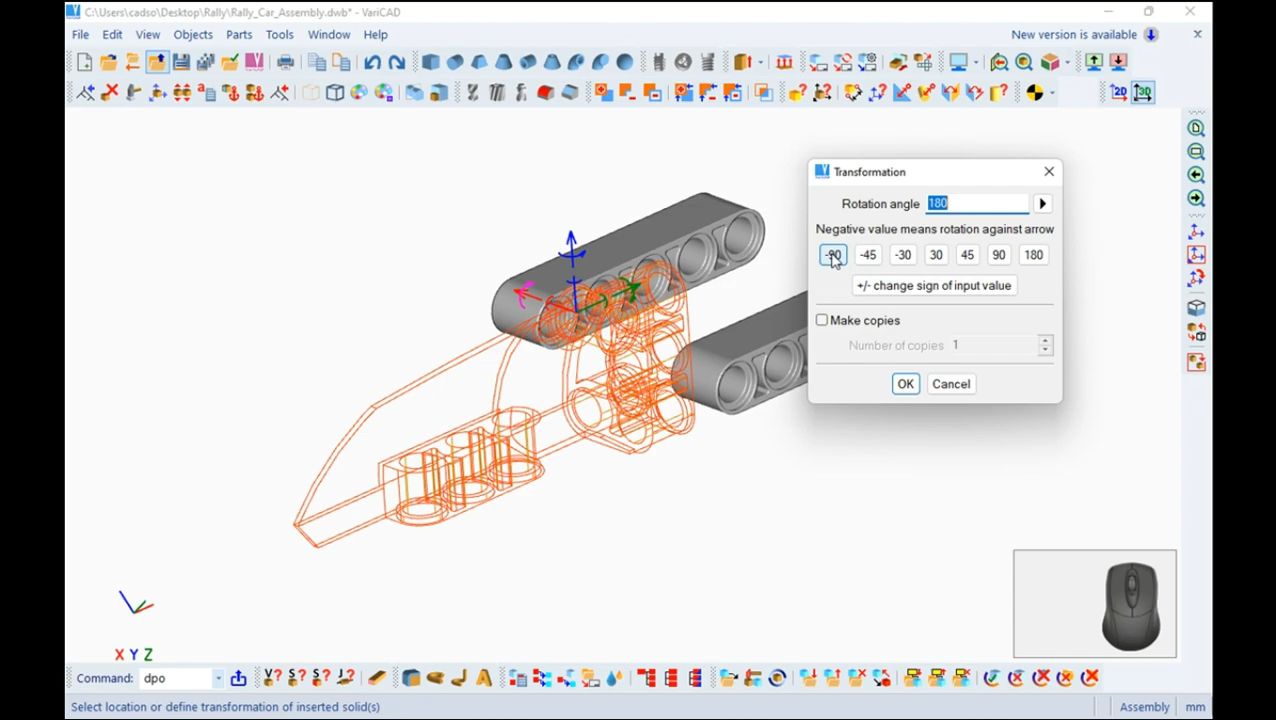 C:\Users\cadso\Desktop\Rally\Rally_Car_Assembly.dwb* - VariCAD
File Edit View Objects Parts Tools Window Help
New version is available
2D 3D
Transformation
Rotation angle 180
Negative value means rotation against arrow
-90 -45 -30 30 45 90 180
+/- change sign of input value
Make copies
Number of copies 1
OK Cancel
X Y Z
Command: dpo
Select location or define transformation of inserted solid(s)
Assembly mm